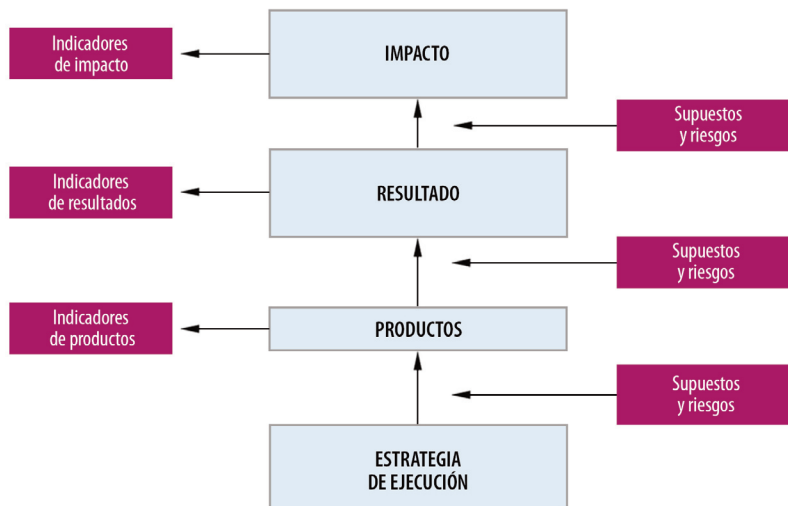 Indicadores
de impacto
IMPACTO
Supuestos
y riesgos
Indicadores
de resultados
RESULTADO
Supuestos
y riesgos
Indicadores
de productos
PRODUCTOS
Supuestos
y riesgos
ESTRATEGIA
DE EJECUCIÓN